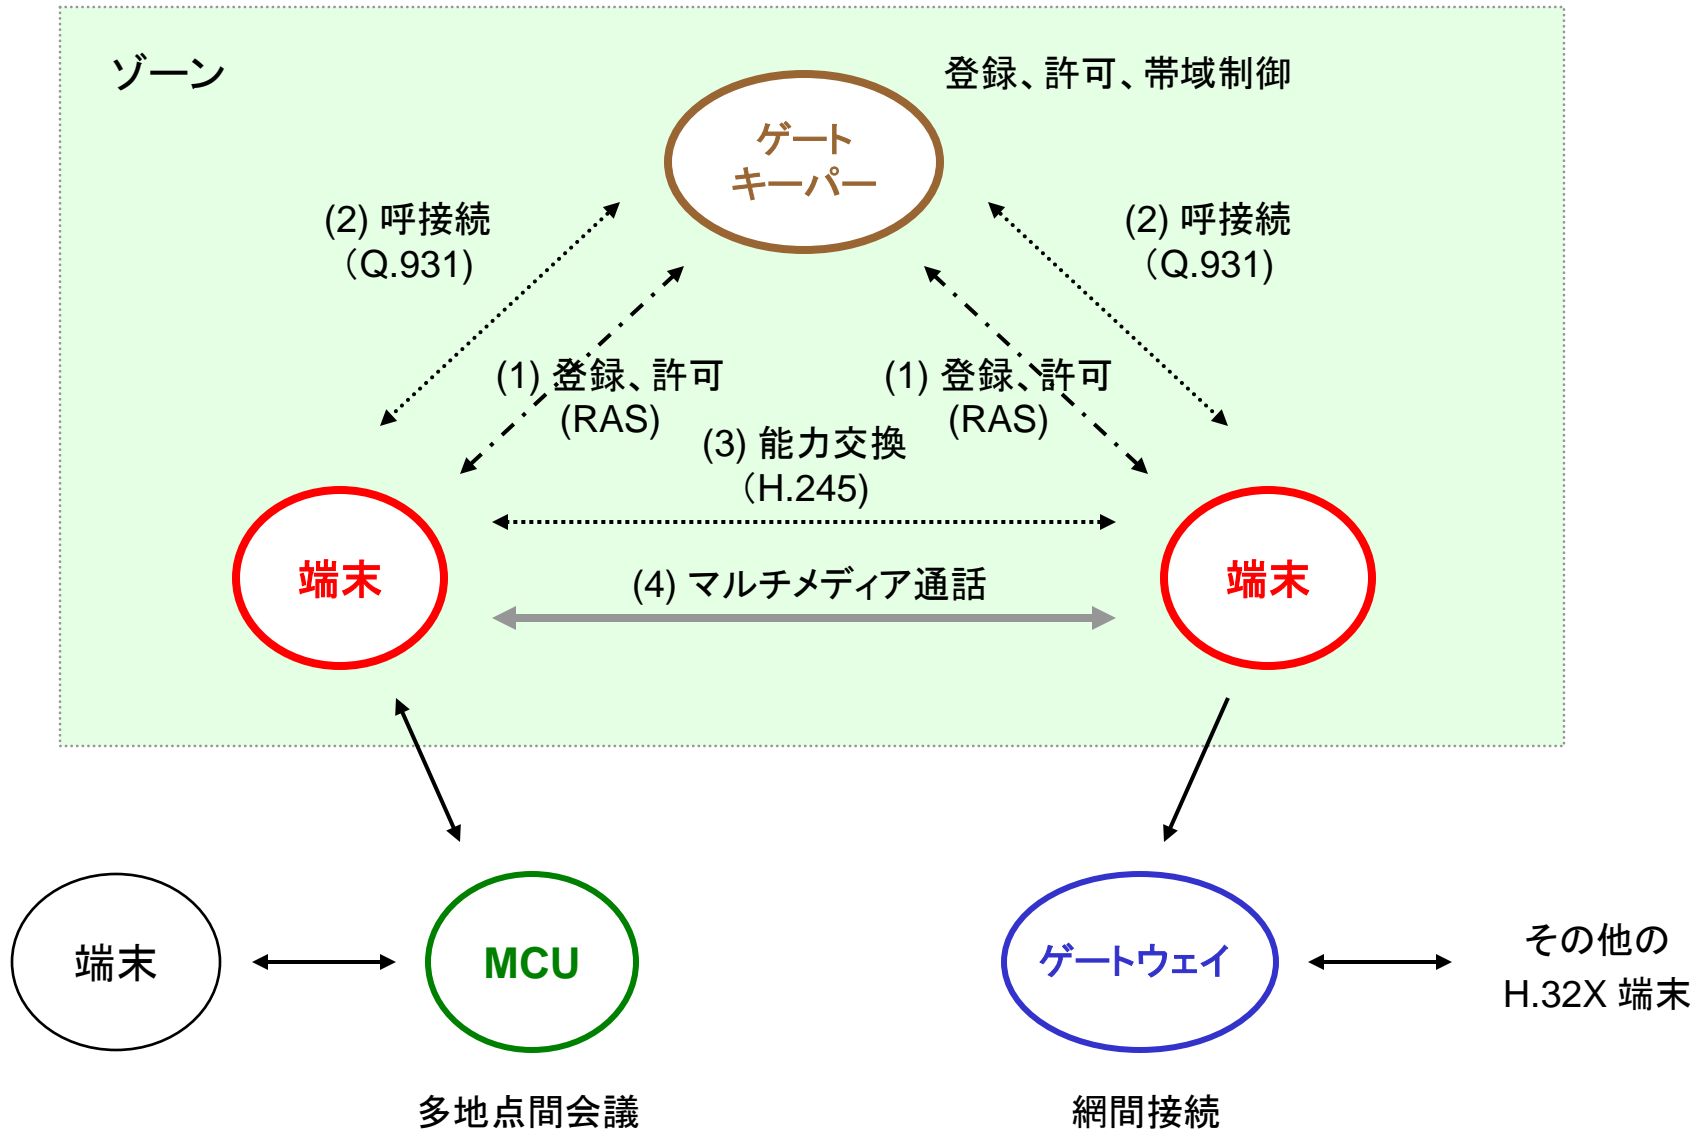 ゾーン
登録、許可、帯域制御
ゲート
キーパー
(2) 呼接続
（Q.931)
(2) 呼接続
（Q.931)
(1) 登録、許可
(RAS)
(1) 登録、許可
(RAS)
(3) 能力交換
（H.245)
端末
端末
(4) マルチメディア通話
端末
MCU
ゲートウェイ
その他の
H.32X 端末
多地点間会議
網間接続